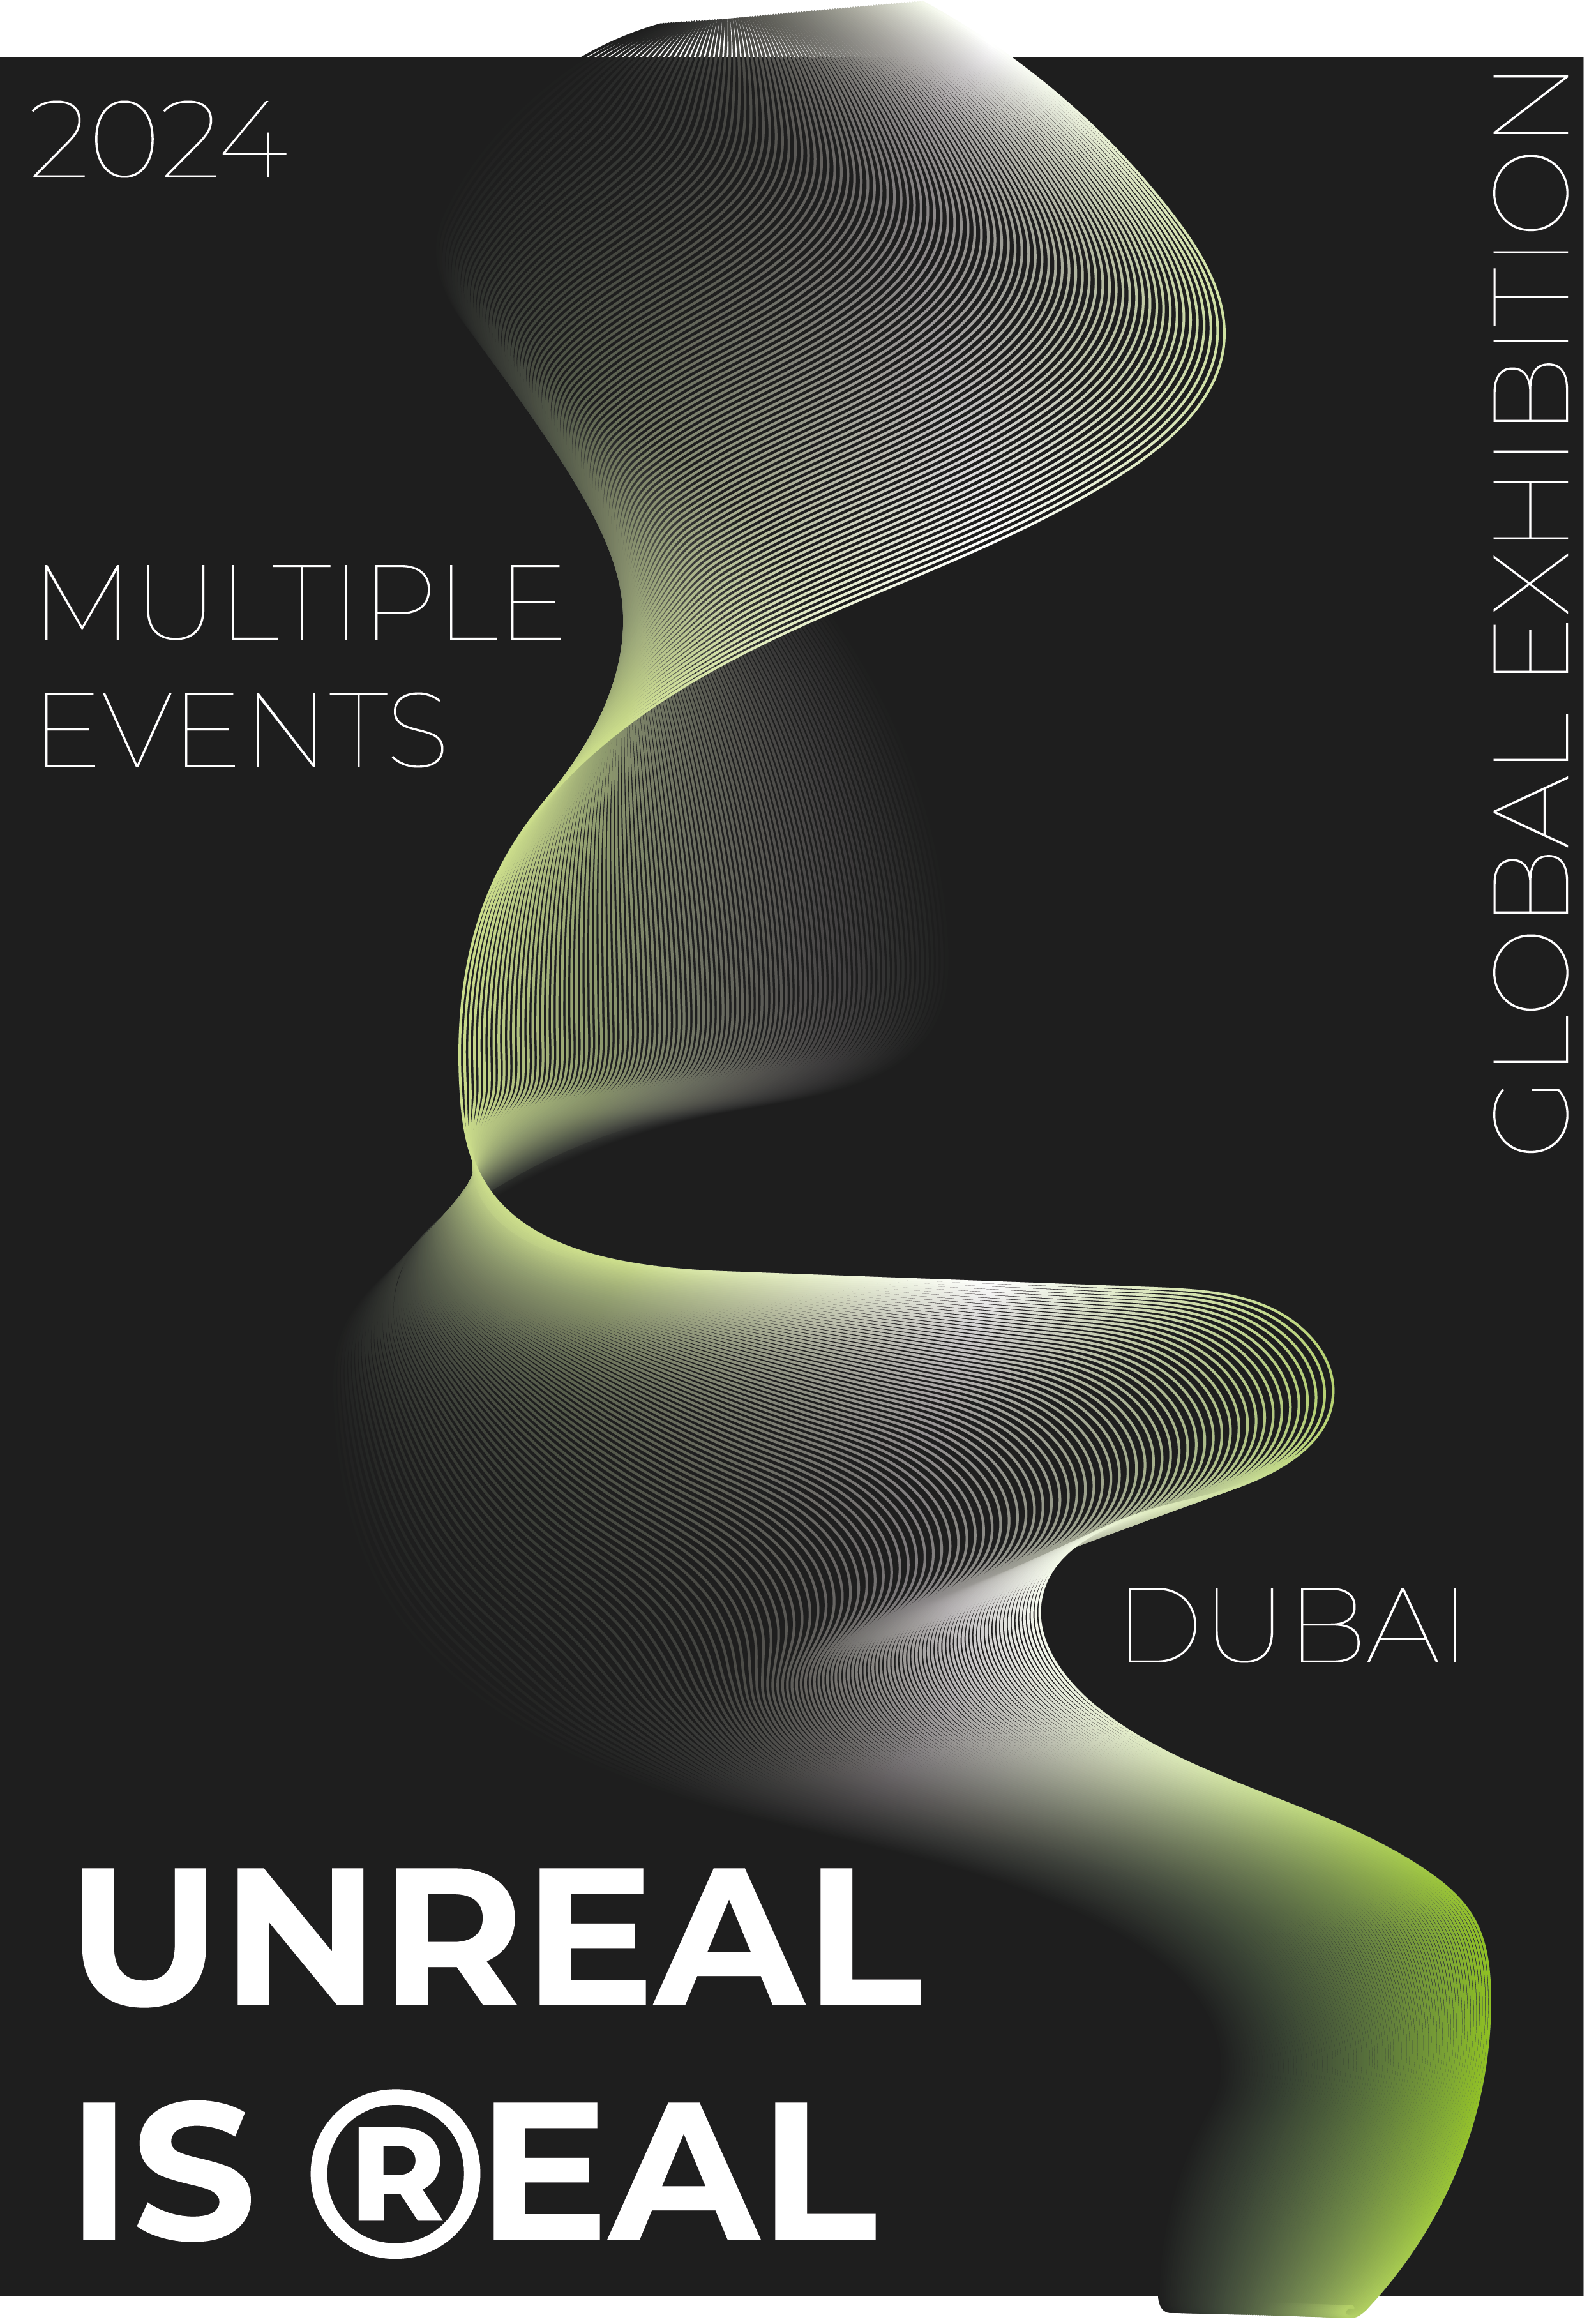 2024
GLOBAL EXHIBITION
MULTIPLE
EVENTS
DUBAI
UNREAL
IS ®EAL